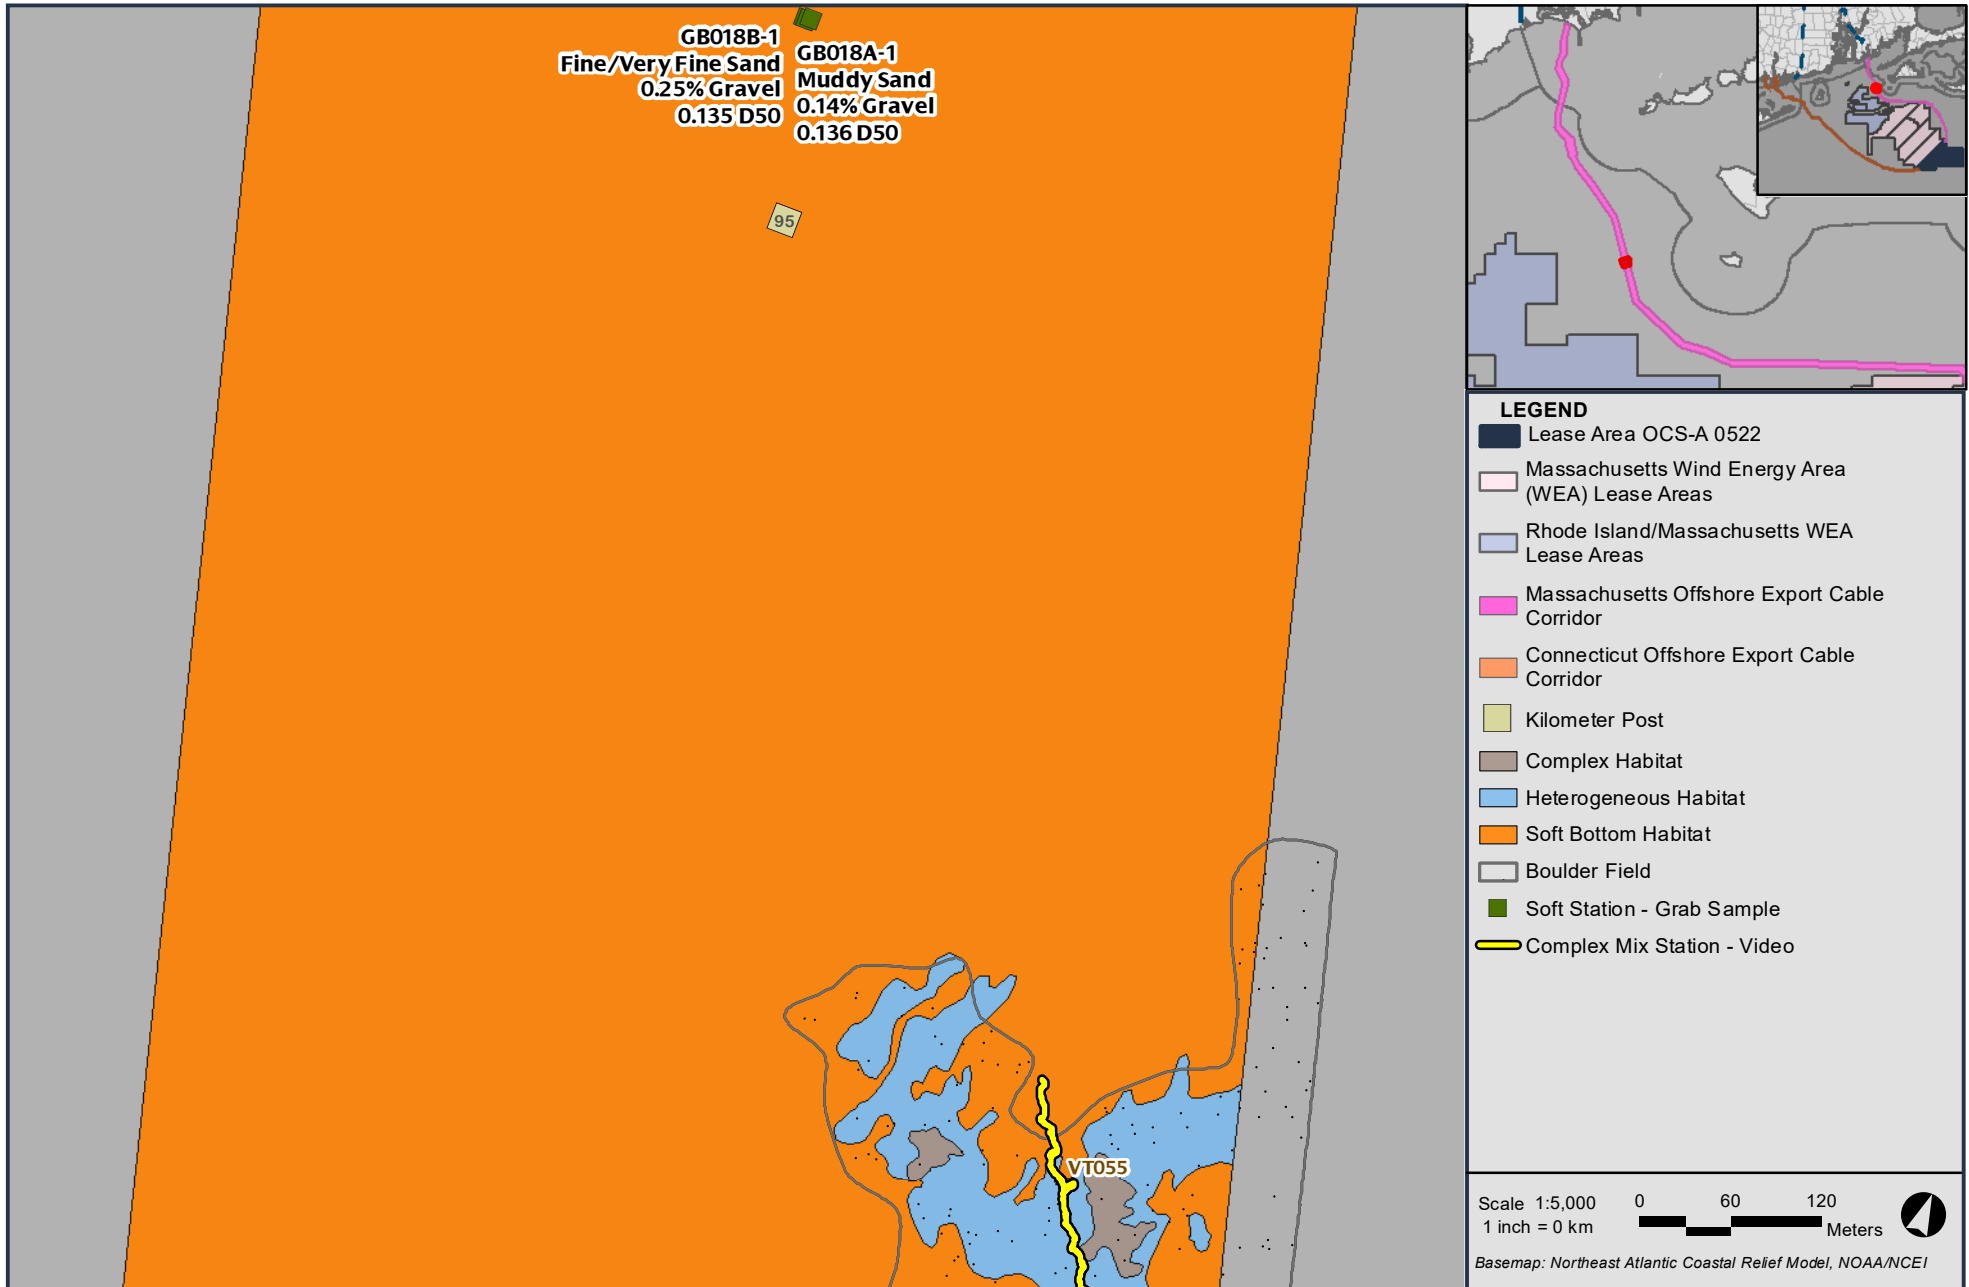 GB018B-1
Fine/Very Fine Sand
0.25% Gravel
0.135 D50
GB018A-1
Muddy Sand
0.14% Gravel
0.136 D50
95
VT055
LEGEND
Lease Area OCS-A 0522
Massachusetts Wind Energy Area
(WEA) Lease Areas
Rhode Island/Massachusetts WEA
Lease Areas
Massachusetts Offshore Export Cable
Corridor
Connecticut Offshore Export Cable
Corridor
Kilometer Post
Complex Habitat
Heterogeneous Habitat
Soft Bottom Habitat
Boulder Field
Soft Station - Grab Sample
Complex Mix Station - Video
Scale 1:5,000
1 inch = 0 km
0 60 120
Meters
Basemap: Northeast Atlantic Coastal Relief Model, NOAA/NCEI